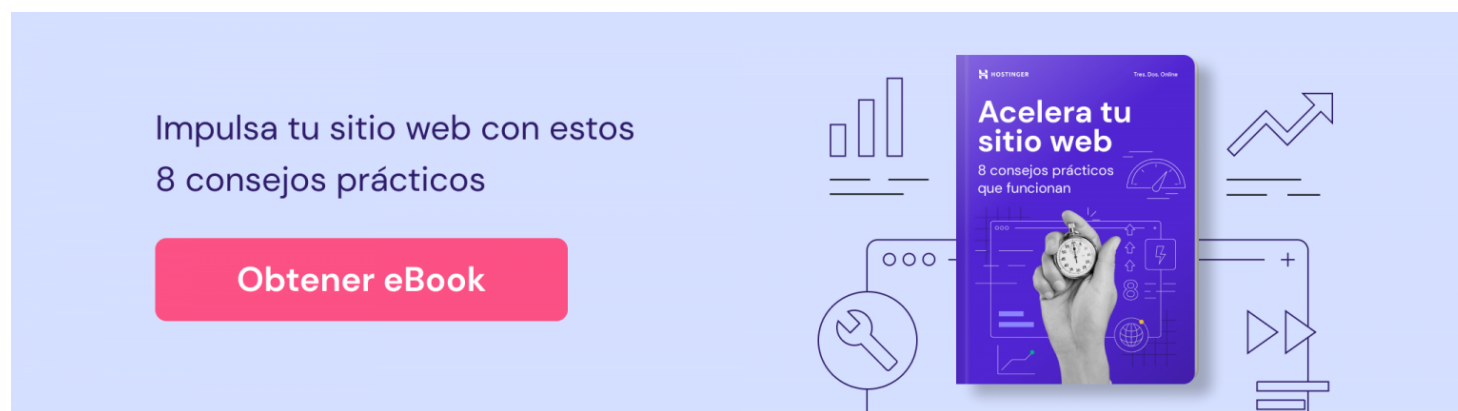 Impulsa tu sitio web con estos
8 consejos prácticos
Obtener eBook
HOSTINGER
Tres. Dos. Online
Acelera tu
sitio web
8 consejos prácticos
que funcionan
8